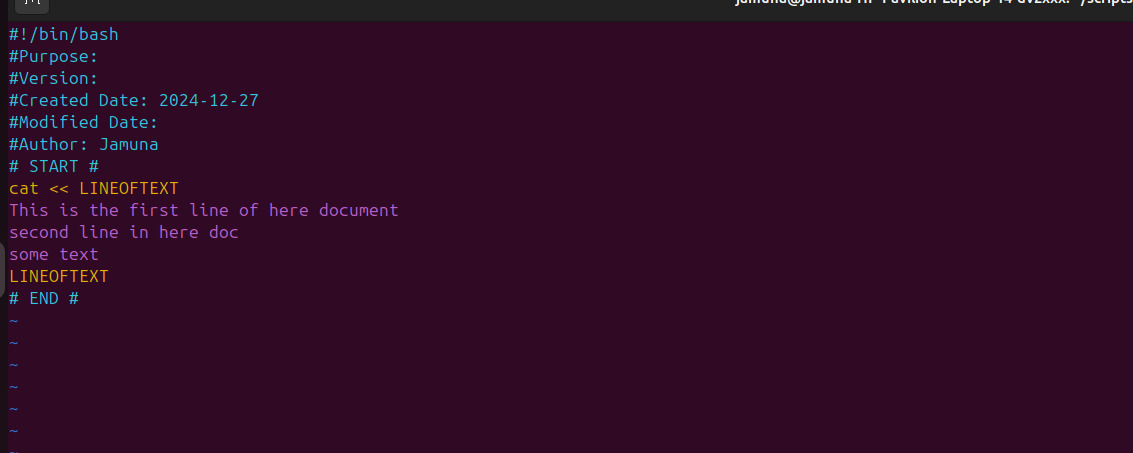 #!/bin/bash
#Purpose:
#Version:
#Created Date: 2024-12-27
#Modified Date:
#Author: Jamuna
# START #
cat << LINEOFTEXT
This is the first line of here document
second line in here doc
some text
LINEOFTEXT
# END #
~
~
~
~
~
~
~